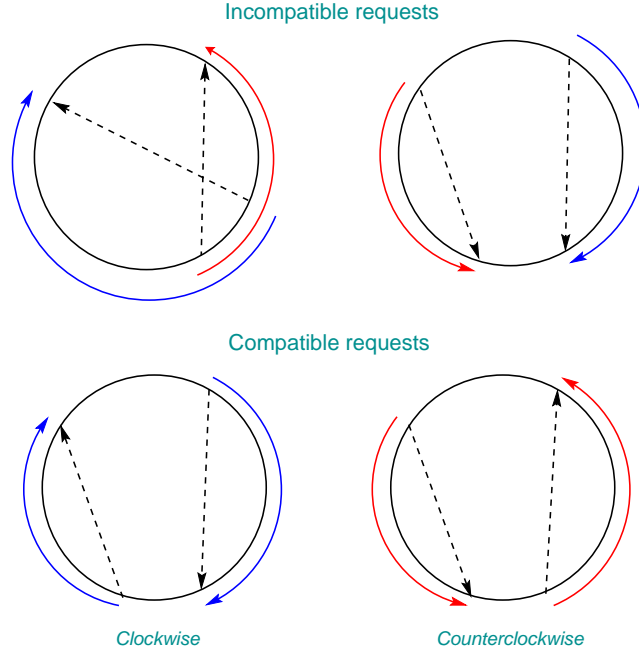 Incompatible requests
Compatible requests
Clockwise
Counterclockwise